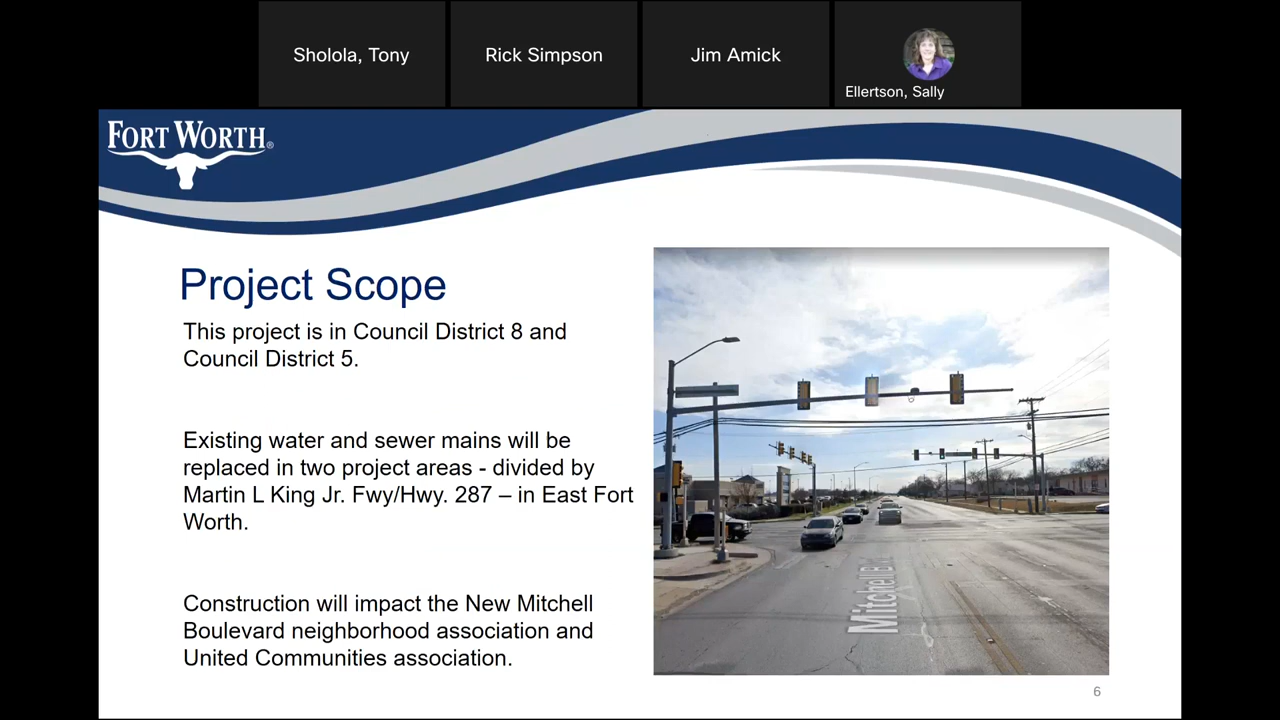 Sholola, Tony
Rick Simpson
Jim Amick
Ellertson, Sally
FORT WORTH®
Project Scope
This project is in Council District 8 and
Council District 5.
Existing water and sewer mains will be
replaced in two project areas - divided by
Martin L King Jr. Fwy/Hwy. 287 – in East Fort
Worth.
Construction will impact the New Mitchell
Boulevard neighborhood association and
United Communities association.
Mitchell Blvd
6